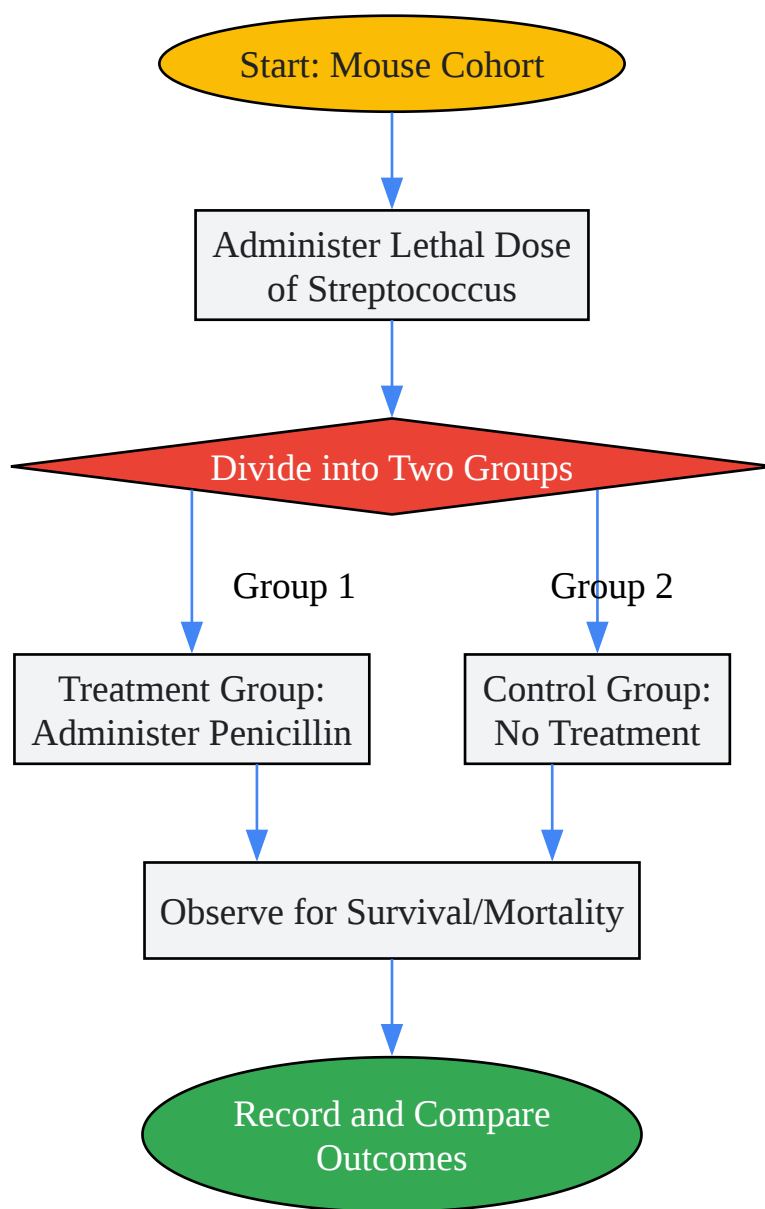 Start: Mouse Cohort
Administer Lethal Dose
of Streptococcus
Divide into Two Groups
Group 1
Group 2
Treatment Group:
Administer Penicillin
Control Group:
No Treatment
Observe for Survival/Mortality
Record and Compare
Outcomes